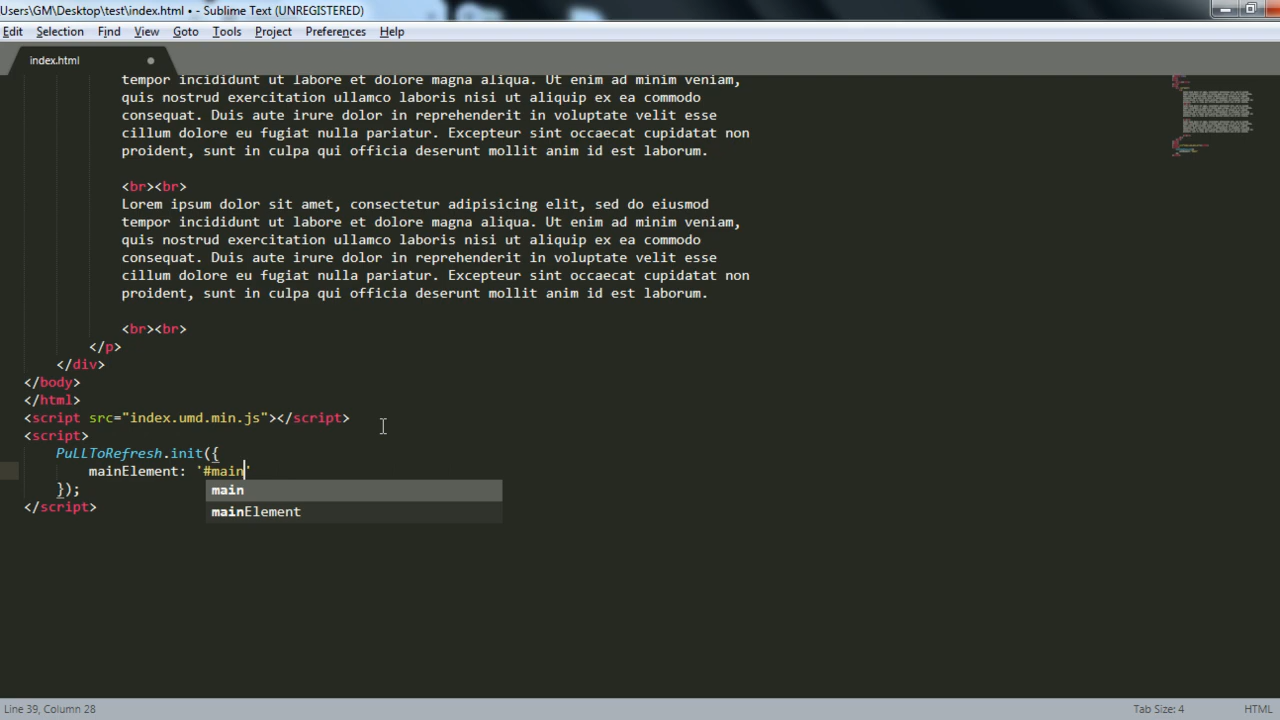 Users\GM\Desktop\test\index.html • - Sublime Text (UNREGISTERED)
Edit Selection Find View Goto Tools Project Preferences Help
index.html
tempor incididunt ut labore et dolore magna aliqua. Ut enim ad minim veniam,
quis nostrud exercitation ullamco laboris nisi ut aliquip ex ea commodo
consequat. Duis aute irure dolor in reprehenderit in voluptate velit esse
cillum dolore eu fugiat nulla pariatur. Excepteur sint occaecat cupidatat non
proident, sunt in culpa qui officia deserunt mollit anim id est laborum.
<br><br>
Lorem ipsum dolor sit amet, consectetur adipisicing elit, sed do eiusmod
tempor incididunt ut labore et dolore magna aliqua. Ut enim ad minim veniam,
quis nostrud exercitation ullamco laboris nisi ut aliquip ex ea commodo
consequat. Duis aute irure dolor in reprehenderit in voluptate velit esse
cillum dolore eu fugiat nulla pariatur. Excepteur sint occaecat cupidatat non
proident, sunt in culpa qui officia deserunt mollit anim id est laborum.
<br><br>
</p>
</div>
</body>
</html>
<script src="index.umd.min.js"></script>
<script>
PuLLToRefresh.init({
mainElement: '#main'
main
});
mainElement
</script>
Line 39, Column 28
Tab Size: 4
HTML